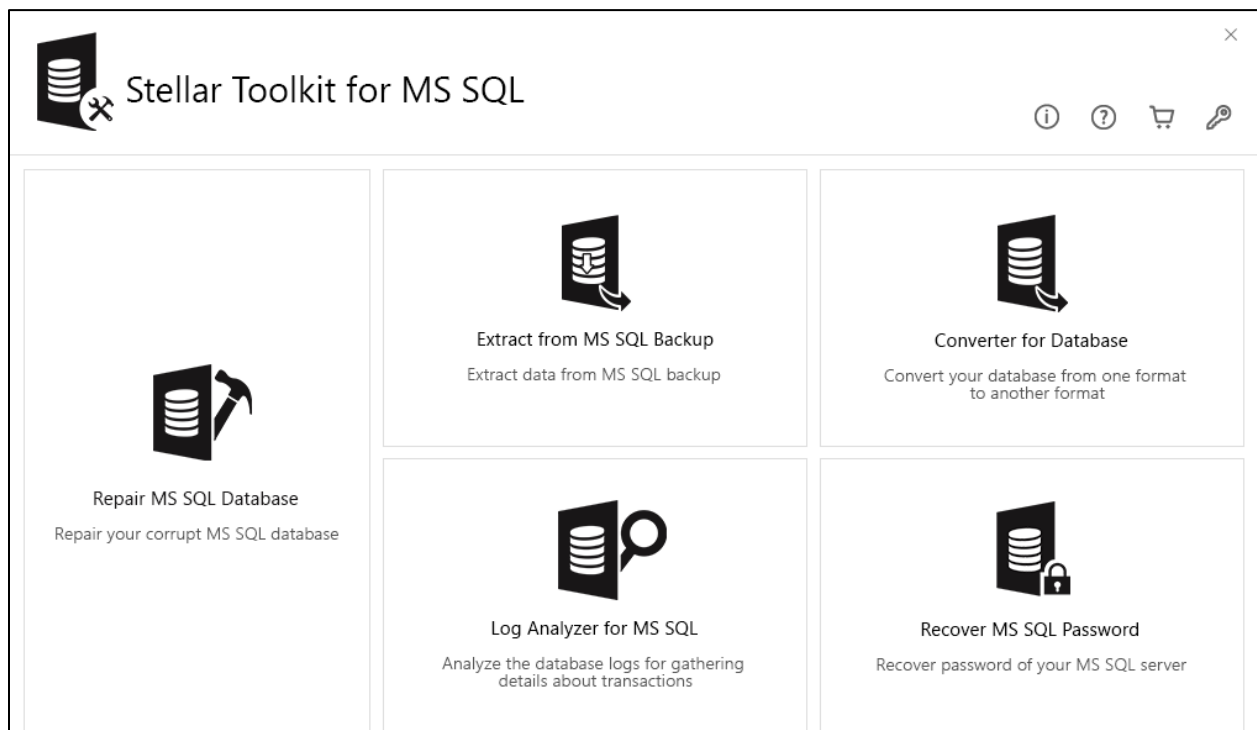 Stellar Toolkit for MS SQL
Repair MS SQL Database
Repair your corrupt MS SQL database
Extract from MS SQL Backup
Extract data from MS SQL backup
Converter for Database
Convert your database from one format
to another format
Log Analyzer for MS SQL
Analyze the database logs for gathering
details about transactions
Recover MS SQL Password
Recover password of your MS SQL server